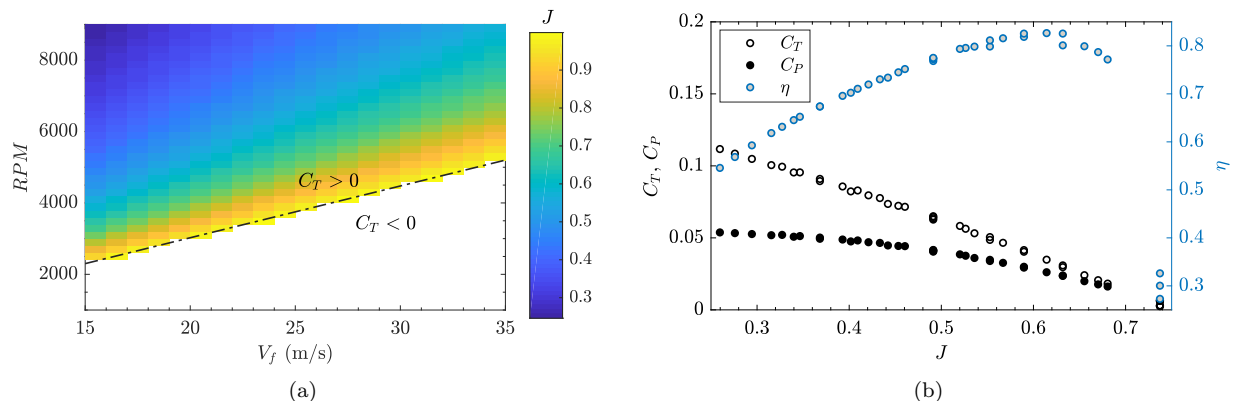 J
8000
6000
4000
2000
RPM
15
20
25
30
35
V_f (m/s)
C_T > 0
C_T < 0
0.9
0.8
0.7
0.6
0.5
0.4
0.3
(a)
0.2
0.15
0.1
0.05
0
C_T, C_P
C_T
C_P
η
0.3
0.4
0.5
0.6
0.7
J
0.8
0.7
0.6
0.5
0.4
0.3
η
(b)